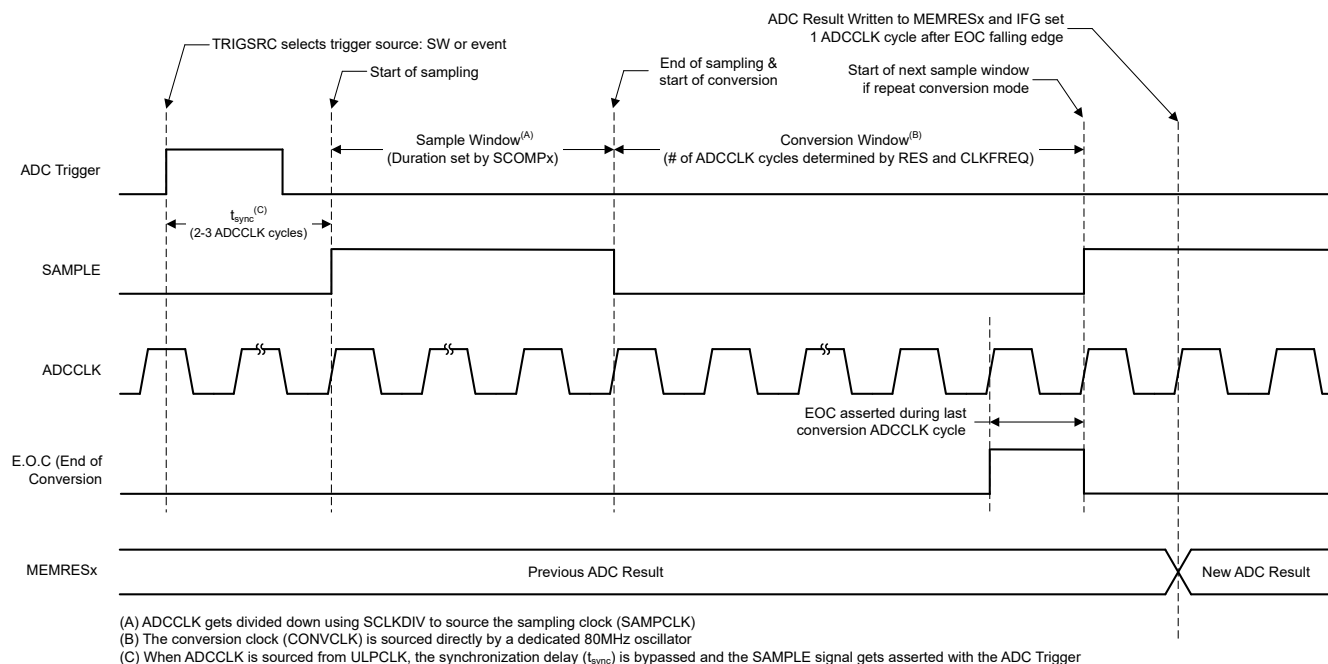 ADC Result Written to MEMRESx and IFG set
1 ADCCLK cycle after EOC falling edge
TRIGSRC selects trigger source: SW or event
Start of sampling
End of sampling &
start of conversion
Start of next sample window
if repeat conversion mode
Sample Window(A)
(Duration set by SCOMPx)
Conversion Window(B)
(# of ADCCLK cycles determined by RES and CLKFREQ)
ADC Trigger
tsync(C)
(2-3 ADCCLK cycles)
SAMPLE
ADCCLK
EOC asserted during last
conversion ADCCLK cycle
E.O.C (End of
Conversion
MEMRESx
Previous ADC Result
New ADC Result
(A) ADCCLK gets divided down using SCLKDIV to source the sampling clock (SAMPCLK)
(B) The conversion clock (CONVCLK) is sourced directly by a dedicated 80MHz oscillator
(C) When ADCCLK is sourced from ULPCLK, the synchronization delay (tsync) is bypassed and the SAMPLE signal gets asserted with the ADC Trigger